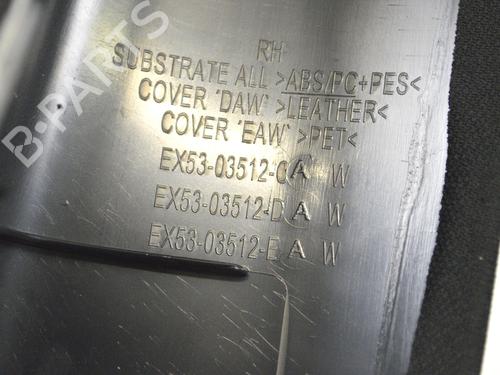 RH
SUBSTRATE ALL >ABS/PC+PES<
COVER 'DAW' >LEATHER<
COVER 'EAW' >PET<
EX53-03512-CA W
EX53-03512-DA W
EX53-03512-EA W
B-PARTS